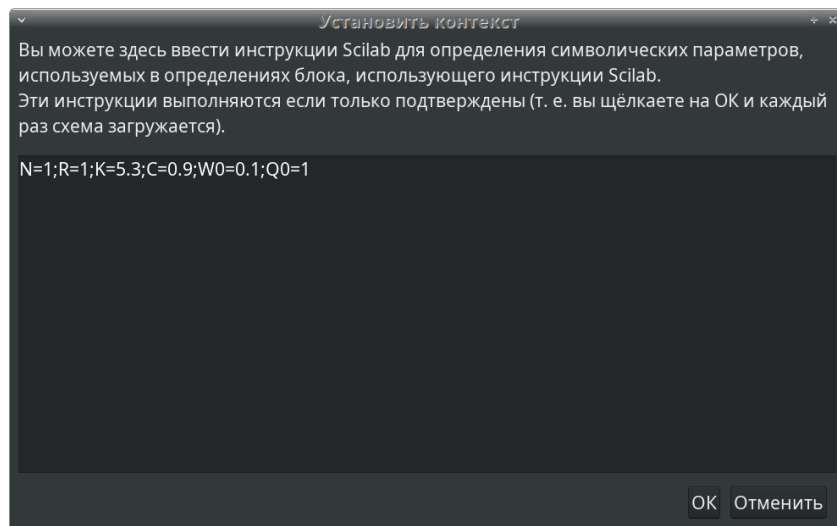 Установить контекст
Вы можете здесь ввести инструкции Scilab для определения символических параметров,
используемых в определениях блока, использующего инструкции Scilab.
Эти инструкции выполняются если только подтверждены (т. е. вы щёлкаете на ОК и каждый
раз схема загружается).
N=1;R=1;K=5.3;C=0.9;W0=0.1;Q0=1
ОК Отменить